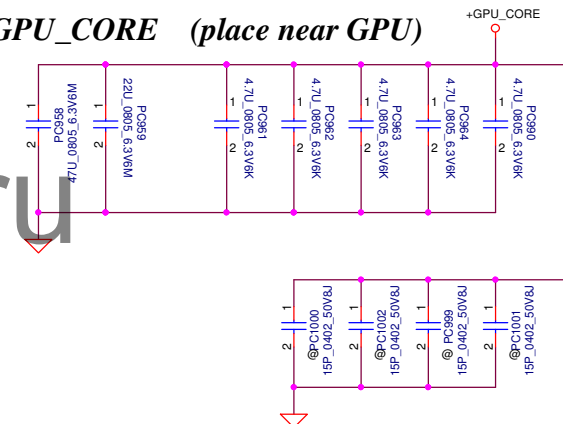 GPU_CORE (place near GPU)
+GPU_CORE
1
2
PC958
47U_0805_6.3V6M
1
2
PC959
22U_0805_6.3V6M
1
2
PC961
4.7U_0805_6.3V6K
1
2
PC962
4.7U_0805_6.3V6K
1
2
PC963
4.7U_0805_6.3V6K
1
2
PC964
4.7U_0805_6.3V6K
1
2
PC990
4.7U_0805_6.3V6K
ru
1
2
@PC1000
15P_0402_50V8J
1
2
@PC1002
15P_0402_50V8J
1
2
@ PC999
15P_0402_50V8J
1
2
@PC1001
15P_0402_50V8J